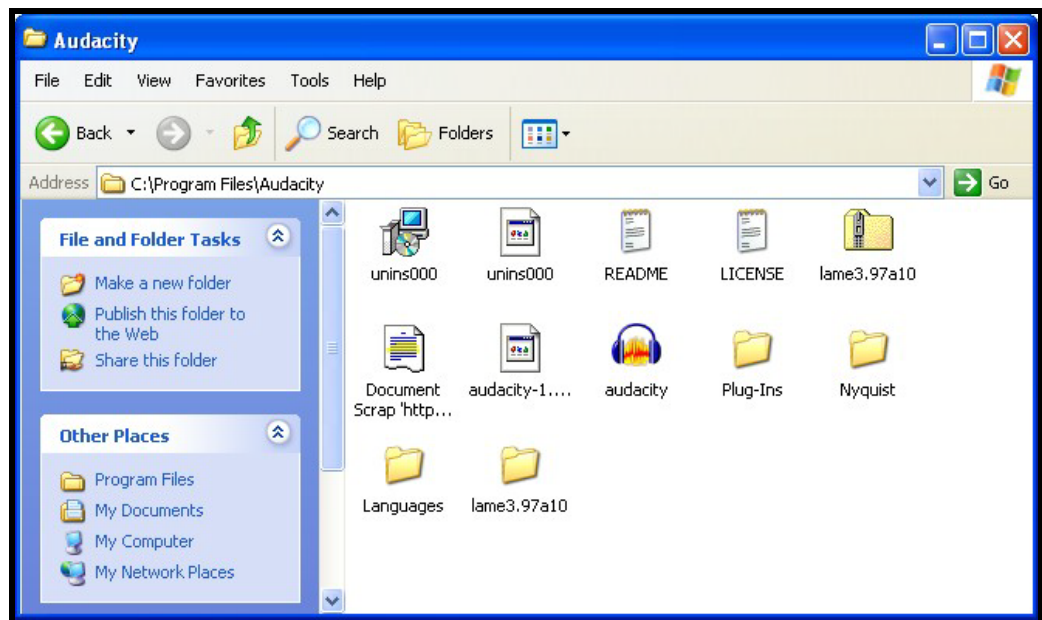 Audacity
File Edit View Favorites Tools Help
Back Search Folders
Address C:\Program Files\Audacity Go
File and Folder Tasks
Make a new folder
Publish this folder to
the Web
Share this folder
Other Places
Program Files
My Documents
My Computer
My Network Places
unins000 unins000 README LICENSE lame3.97a10
Document audacity-1.... audacity Plug-Ins Nyquist
Scrap 'http...
Languages lame3.97a10